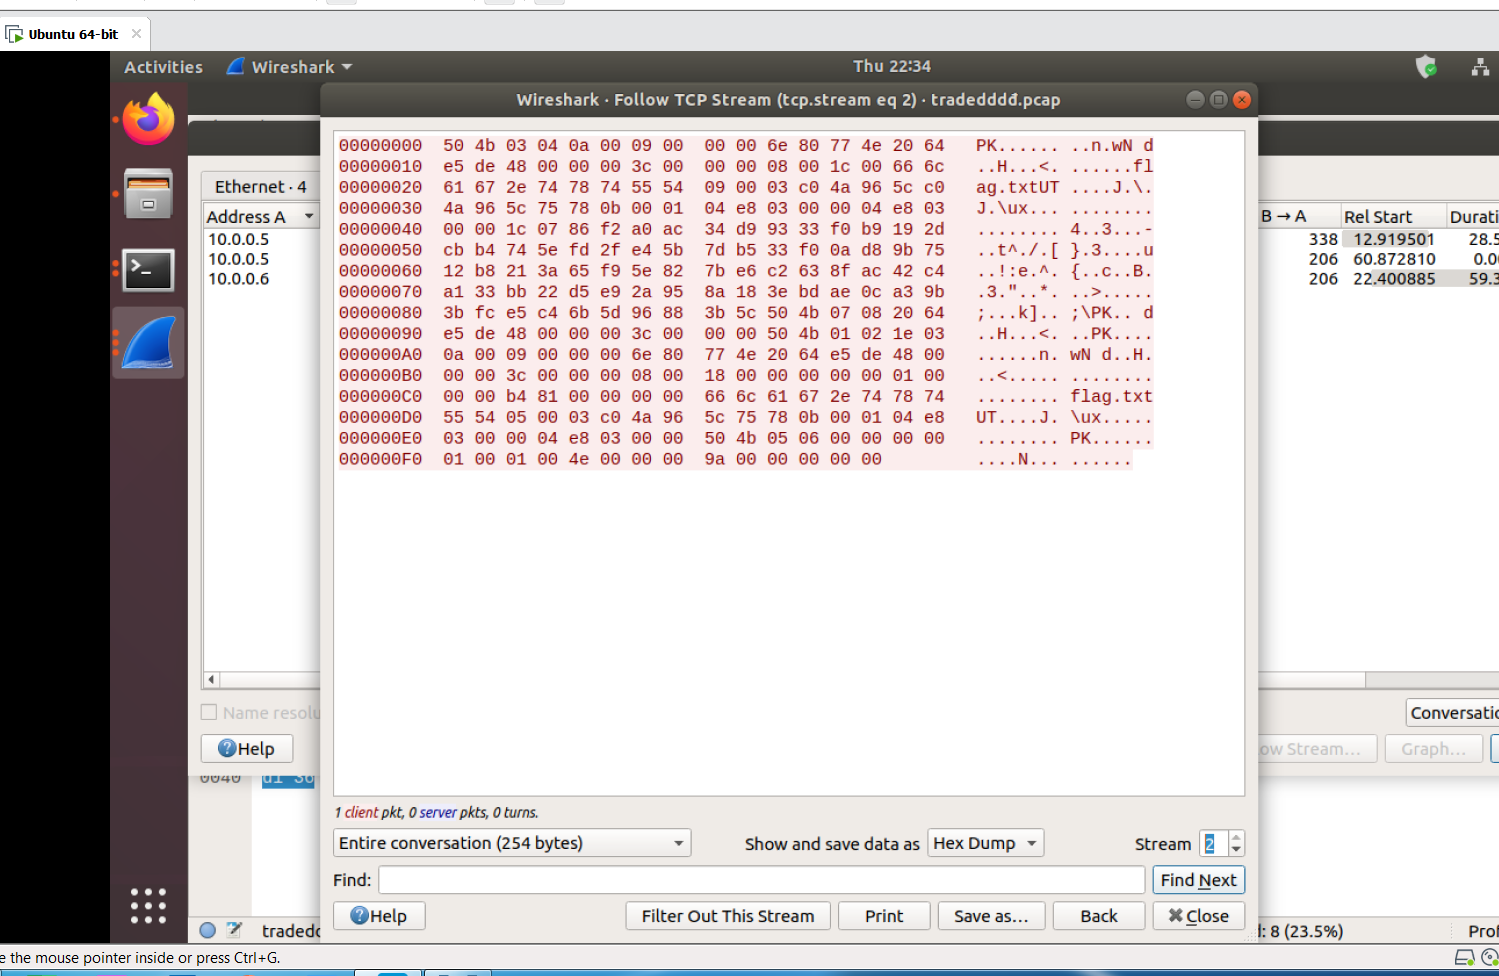 Ubuntu 64-bit
Activities Wireshark Thu 22:34
Wireshark · Follow TCP Stream (tcp.stream eq 2) · tradedddđ.pcap
Ethernet · 4
Address A
10.0.0.5
10.0.0.5
10.0.0.6
B → A Rel Start Durati
338 12.919501 28.5
206 60.872810 0.00
206 22.400885 59.3
00000000 50 4b 03 04 0a 00 09 00 00 00 6e 80 77 4e 20 64 PK...... ..n.wN d
00000010 e5 de 48 00 00 00 3c 00 00 00 08 00 1c 00 66 6c ..H...<. ......fl
00000020 61 67 2e 74 78 74 55 54 09 00 03 c0 4a 96 5c c0 ag.txtUT ....J.\.
00000030 4a 96 5c 75 78 0b 00 01 04 e8 03 00 00 04 e8 03 J.\ux... ........
00000040 00 00 1c 07 86 f2 a0 ac 34 d9 93 33 f0 b9 19 2d ........ 4..3...-
00000050 cb b4 74 5e fd 2f e4 5b 7d b5 33 f0 0a d8 9b 75 ..t^./.[ }.3....u
00000060 12 b8 21 3a 65 f9 5e 82 7b e6 c2 63 8f ac 42 c4 ..!:e.^. {..c..B.
00000070 a1 33 bb 22 d5 e9 2a 95 8a 18 3e bd ae 0c a3 9b .3."..*. ..>.....
00000080 3b fc e5 c4 6b 5d 96 88 3b 5c 50 4b 07 08 20 64 ;...k].. ;\PK.. d
00000090 e5 de 48 00 00 00 3c 00 00 00 50 4b 01 02 1e 03 ..H...<. ..PK....
000000A0 0a 00 09 00 00 00 6e 80 77 4e 20 64 e5 de 48 00 ......n. wN d..H.
000000B0 00 00 3c 00 00 00 08 00 18 00 00 00 00 00 01 00 ..<..... ........
000000C0 00 00 b4 81 00 00 00 00 66 6c 61 67 2e 74 78 74 ........ flag.txt
000000D0 55 54 05 00 03 c0 4a 96 5c 75 78 0b 00 01 04 e8 UT....J. \ux.....
000000E0 03 00 00 04 e8 03 00 00 50 4b 05 06 00 00 00 00 ........ PK......
000000F0 01 00 01 00 4e 00 00 00 9a 00 00 00 00 00 ....N... ......
Name resolu
Conversatio
Help
ow Stream... Graph...
0040 d1 36
1 client pkt, 0 server pkts, 0 turns.
Entire conversation (254 bytes) Show and save data as Hex Dump Stream 2
Find: Find Next
Help Filter Out This Stream Print Save as... Back Close
tradedd : 8 (23.5%) Prof
e the mouse pointer inside or press Ctrl+G.